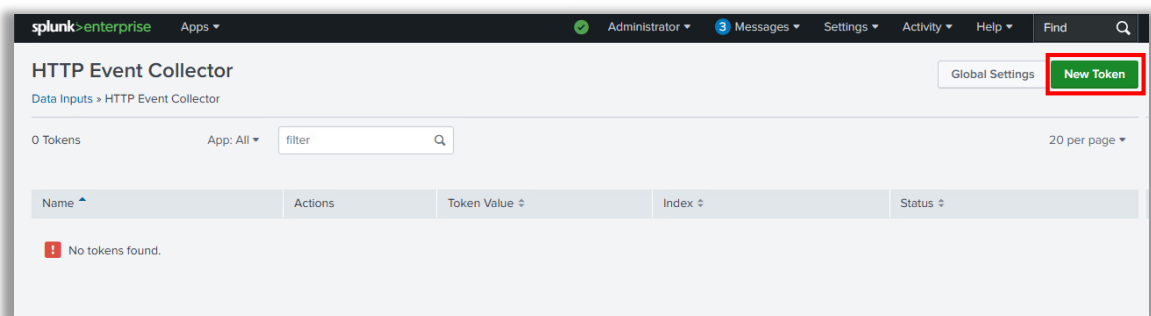 splunk>enterprise Apps Administrator 3 Messages Settings Activity Help Find
HTTP Event Collector
Global Settings New Token
Data Inputs » HTTP Event Collector
0 Tokens App: All filter 20 per page
Name Actions Token Value Index Status
! No tokens found.